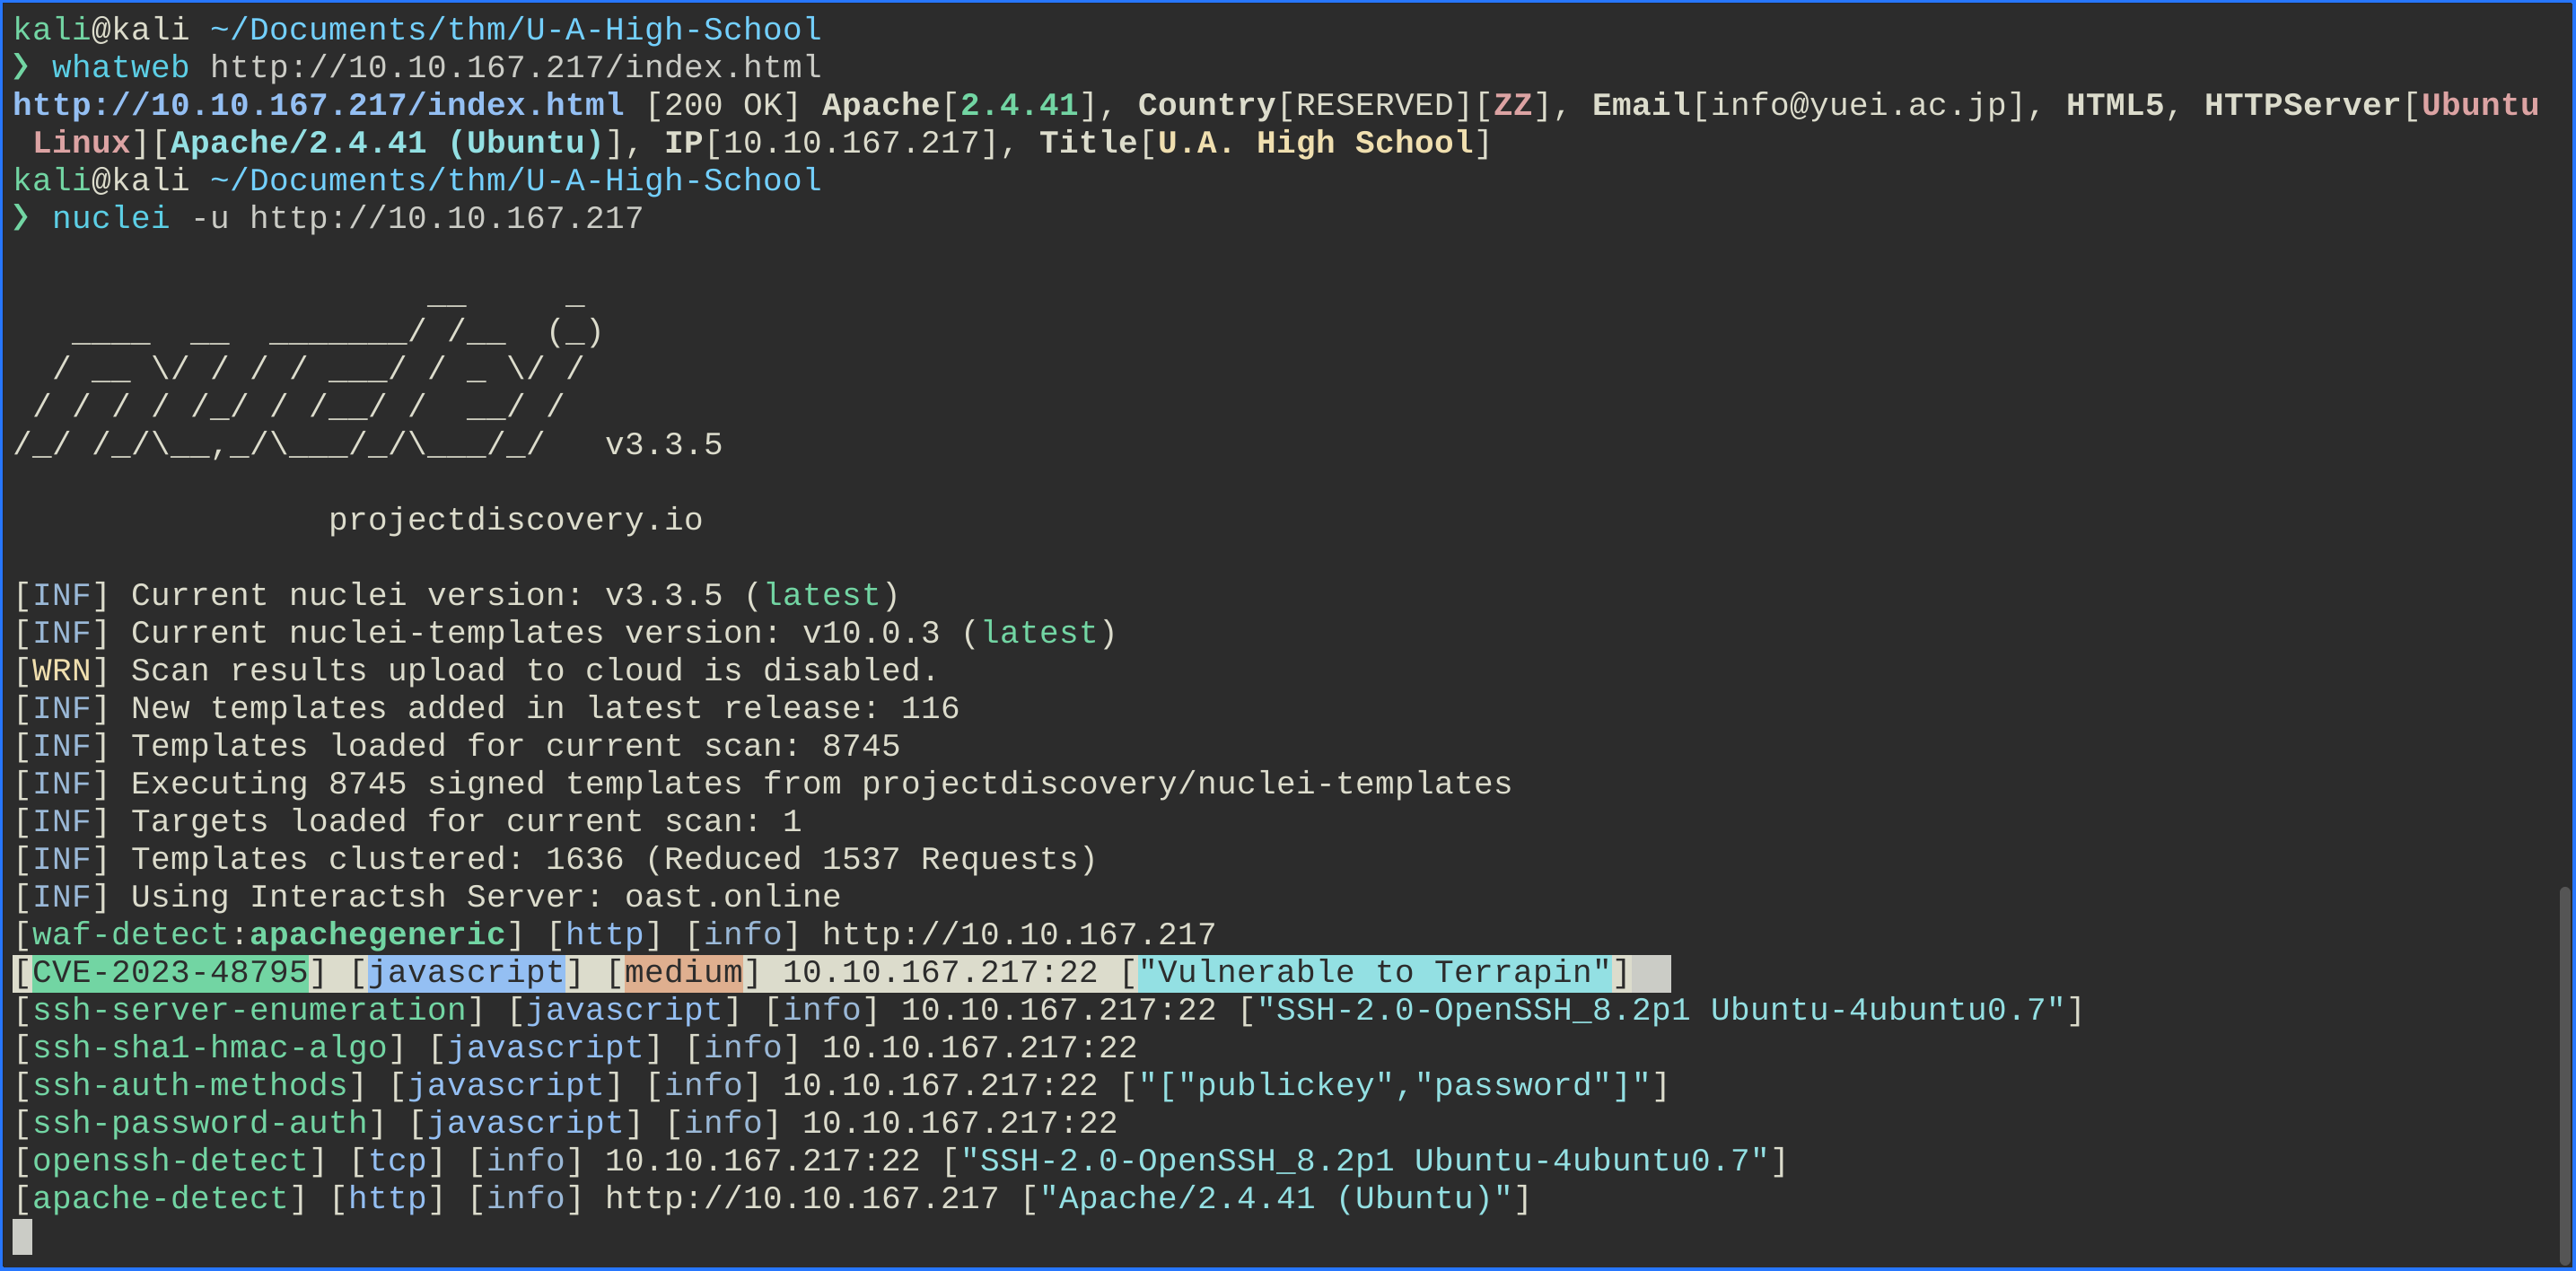 kali@kali ~/Documents/thm/U-A-High-School
❯ whatweb http://10.10.167.217/index.html
http://10.10.167.217/index.html [200 OK] Apache[2.4.41], Country[RESERVED][ZZ], Email[info@yuei.ac.jp], HTML5, HTTPServer[Ubuntu
 Linux][Apache/2.4.41 (Ubuntu)], IP[10.10.167.217], Title[U.A. High School]
kali@kali ~/Documents/thm/U-A-High-School
❯ nuclei -u http://10.10.167.217
                     __     _
   ____  __  _______/ /__  (_)
  / __ \/ / / / ___/ / _ \/ /
 / / / / /_/ / /__/ /  __/ /
/_/ /_/\__,_/\___/_/\___/_/   v3.3.5
                projectdiscovery.io
[INF] Current nuclei version: v3.3.5 (latest)
[INF] Current nuclei-templates version: v10.0.3 (latest)
[WRN] Scan results upload to cloud is disabled.
[INF] New templates added in latest release: 116
[INF] Templates loaded for current scan: 8745
[INF] Executing 8745 signed templates from projectdiscovery/nuclei-templates
[INF] Targets loaded for current scan: 1
[INF] Templates clustered: 1636 (Reduced 1537 Requests)
[INF] Using Interactsh Server: oast.online
[waf-detect:apachegeneric] [http] [info] http://10.10.167.217
[CVE-2023-48795] [javascript] [medium] 10.10.167.217:22 ["Vulnerable to Terrapin"]
[ssh-server-enumeration] [javascript] [info] 10.10.167.217:22 ["SSH-2.0-OpenSSH_8.2p1 Ubuntu-4ubuntu0.7"]
[ssh-sha1-hmac-algo] [javascript] [info] 10.10.167.217:22
[ssh-auth-methods] [javascript] [info] 10.10.167.217:22 ["["publickey","password"]"]
[ssh-password-auth] [javascript] [info] 10.10.167.217:22
[openssh-detect] [tcp] [info] 10.10.167.217:22 ["SSH-2.0-OpenSSH_8.2p1 Ubuntu-4ubuntu0.7"]
[apache-detect] [http] [info] http://10.10.167.217 ["Apache/2.4.41 (Ubuntu)"]